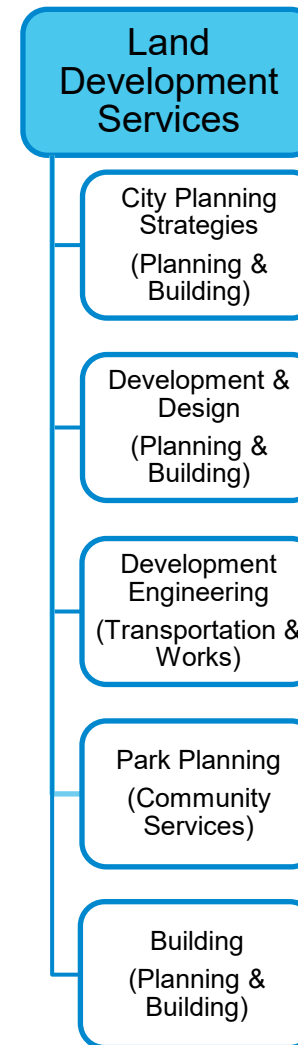 Land
Development
Services
City Planning
Strategies
(Planning &
Building)
Development &
Design
(Planning &
Building)
Development
Engineering
(Transportation &
Works)
Park Planning
(Community
Services)
Building
(Planning &
Building)